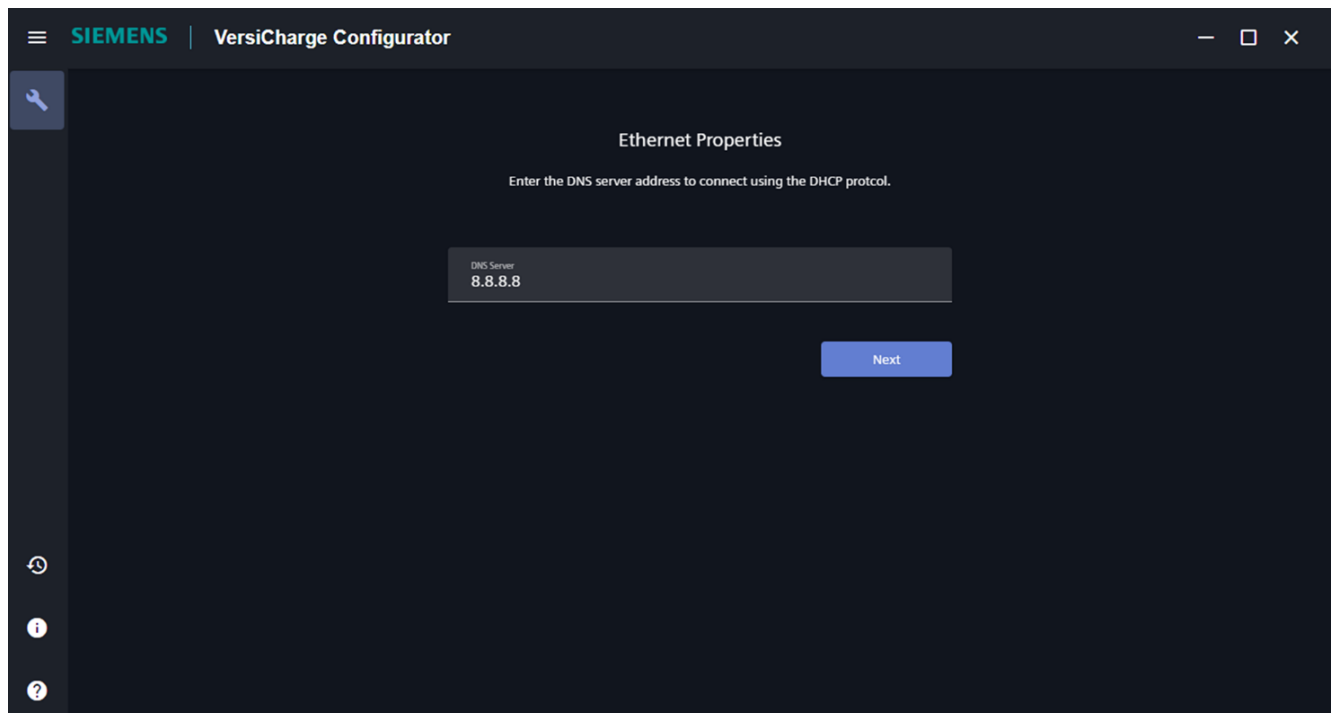 SIEMENS VersiCharge Configurator
Ethernet Properties
Enter the DNS server address to connect using the DHCP protcol.
DNS Server
8.8.8.8
Next